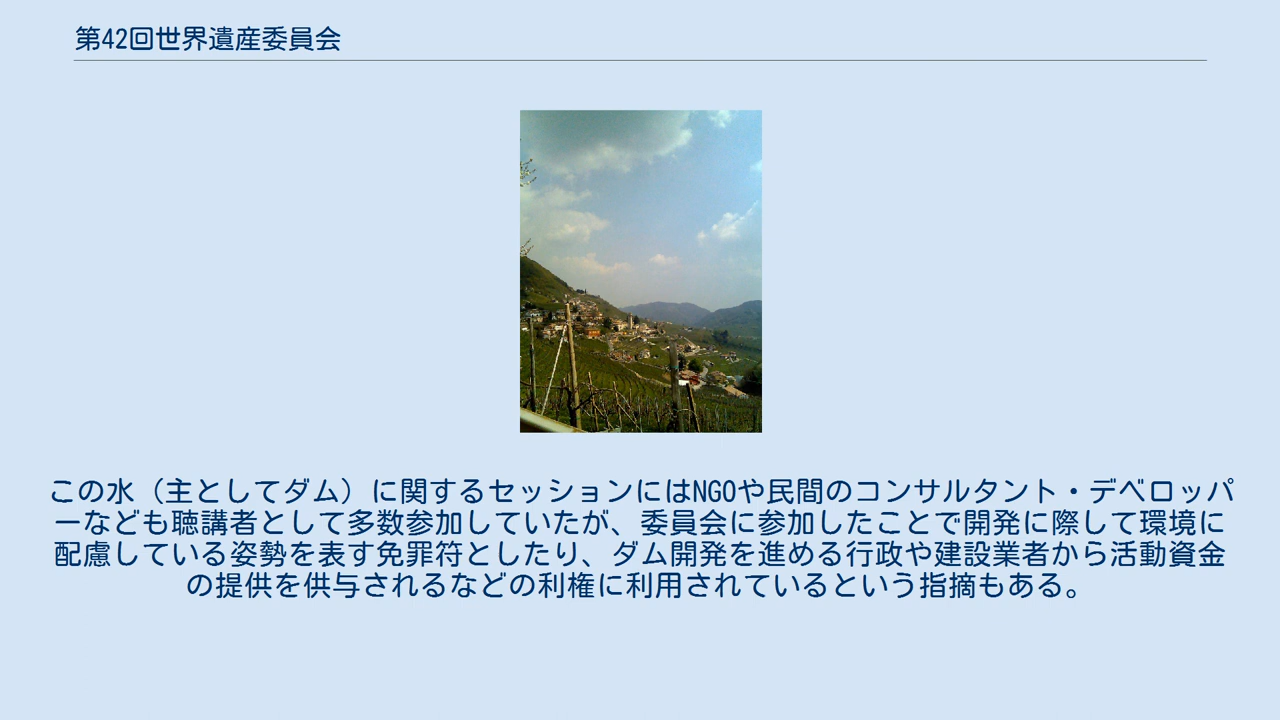 第42回世界遺産委員会
この水（主としてダム）に関するセッションにはNGOや民間のコンサルタント・デベロッパ
ーなども聴講者として多数参加していたが、委員会に参加したことで開発に際して環境に
配慮している姿勢を表す免罪符としたり、ダム開発を進める行政や建設業者から活動資金
の提供を供与されるなどの利権に利用されているという指摘もある。